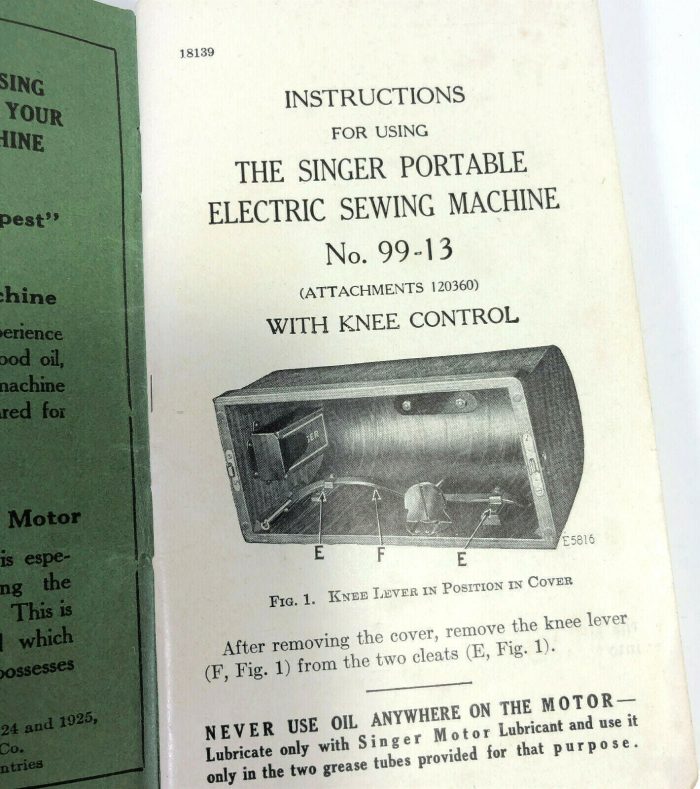 SING
YOUR
HINE
pest"
chine
perience
ood oil,
machine
red for
Motor
is espe-
ng the
This is
which
possesses
24 and 1925,
Co.
ntries
18139
INSTRUCTIONS
FOR USING
THE SINGER PORTABLE
ELECTRIC SEWING MACHINE
No. 99-13
(ATTACHMENTS 120360)
WITH KNEE CONTROL
E F E
E5816
FIG. 1. KNEE LEVER IN POSITION IN COVER
After removing the cover, remove the knee lever
(F, Fig. 1) from the two cleats (E, Fig. 1).
NEVER USE OIL ANYWHERE ON THE MOTOR—
Lubricate only with Singer Motor Lubricant and use it
only in the two grease tubes provided for that purpose.